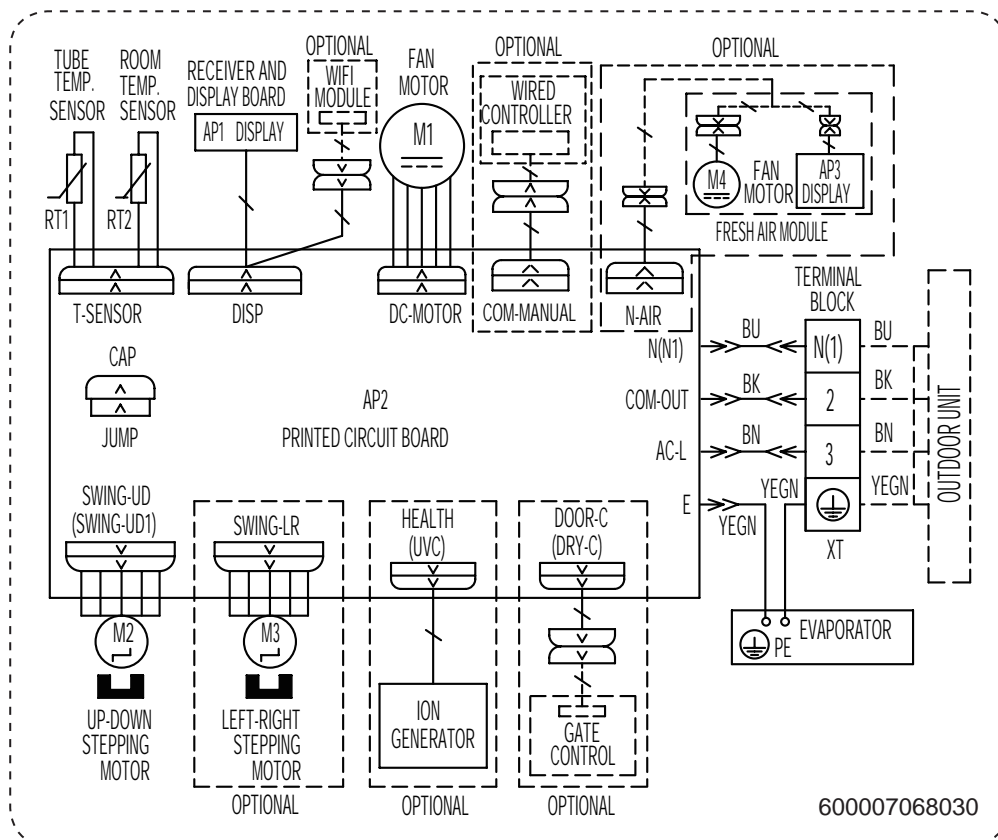 TUBE
TEMP.
SENSOR
ROOM
TEMP.
SENSOR
RECEIVER AND
DISPLAY BOARD
AP1 DISPLAY
OPTIONAL
WIFI
MODULE
FAN
MOTOR
M1
OPTIONAL
WIRED
CONTROLLER
OPTIONAL
M4
FAN
MOTOR
AP3
DISPLAY
FRESH AIR MODULE
RT1
RT2
T-SENSOR
DISP
DC-MOTOR
COM-MANUAL
N-AIR
TERMINAL
BLOCK
CAP
JUMP
AP2
PRINTED CIRCUIT BOARD
N(N1)
BU
N(1)
BU
COM-OUT
BK
2
BK
AC-L
BN
3
BN
E
YEGN
YEGN
YEGN
XT
OUTDOOR UNIT
SWING-UD
(SWING-UD1)
SWING-LR
HEALTH
(UVC)
DOOR-C
(DRY-C)
M2
M3
PE
EVAPORATOR
UP-DOWN
STEPPING
MOTOR
LEFT-RIGHT
STEPPING
MOTOR
ION
GENERATOR
GATE
CONTROL
OPTIONAL
OPTIONAL
OPTIONAL
600007068030